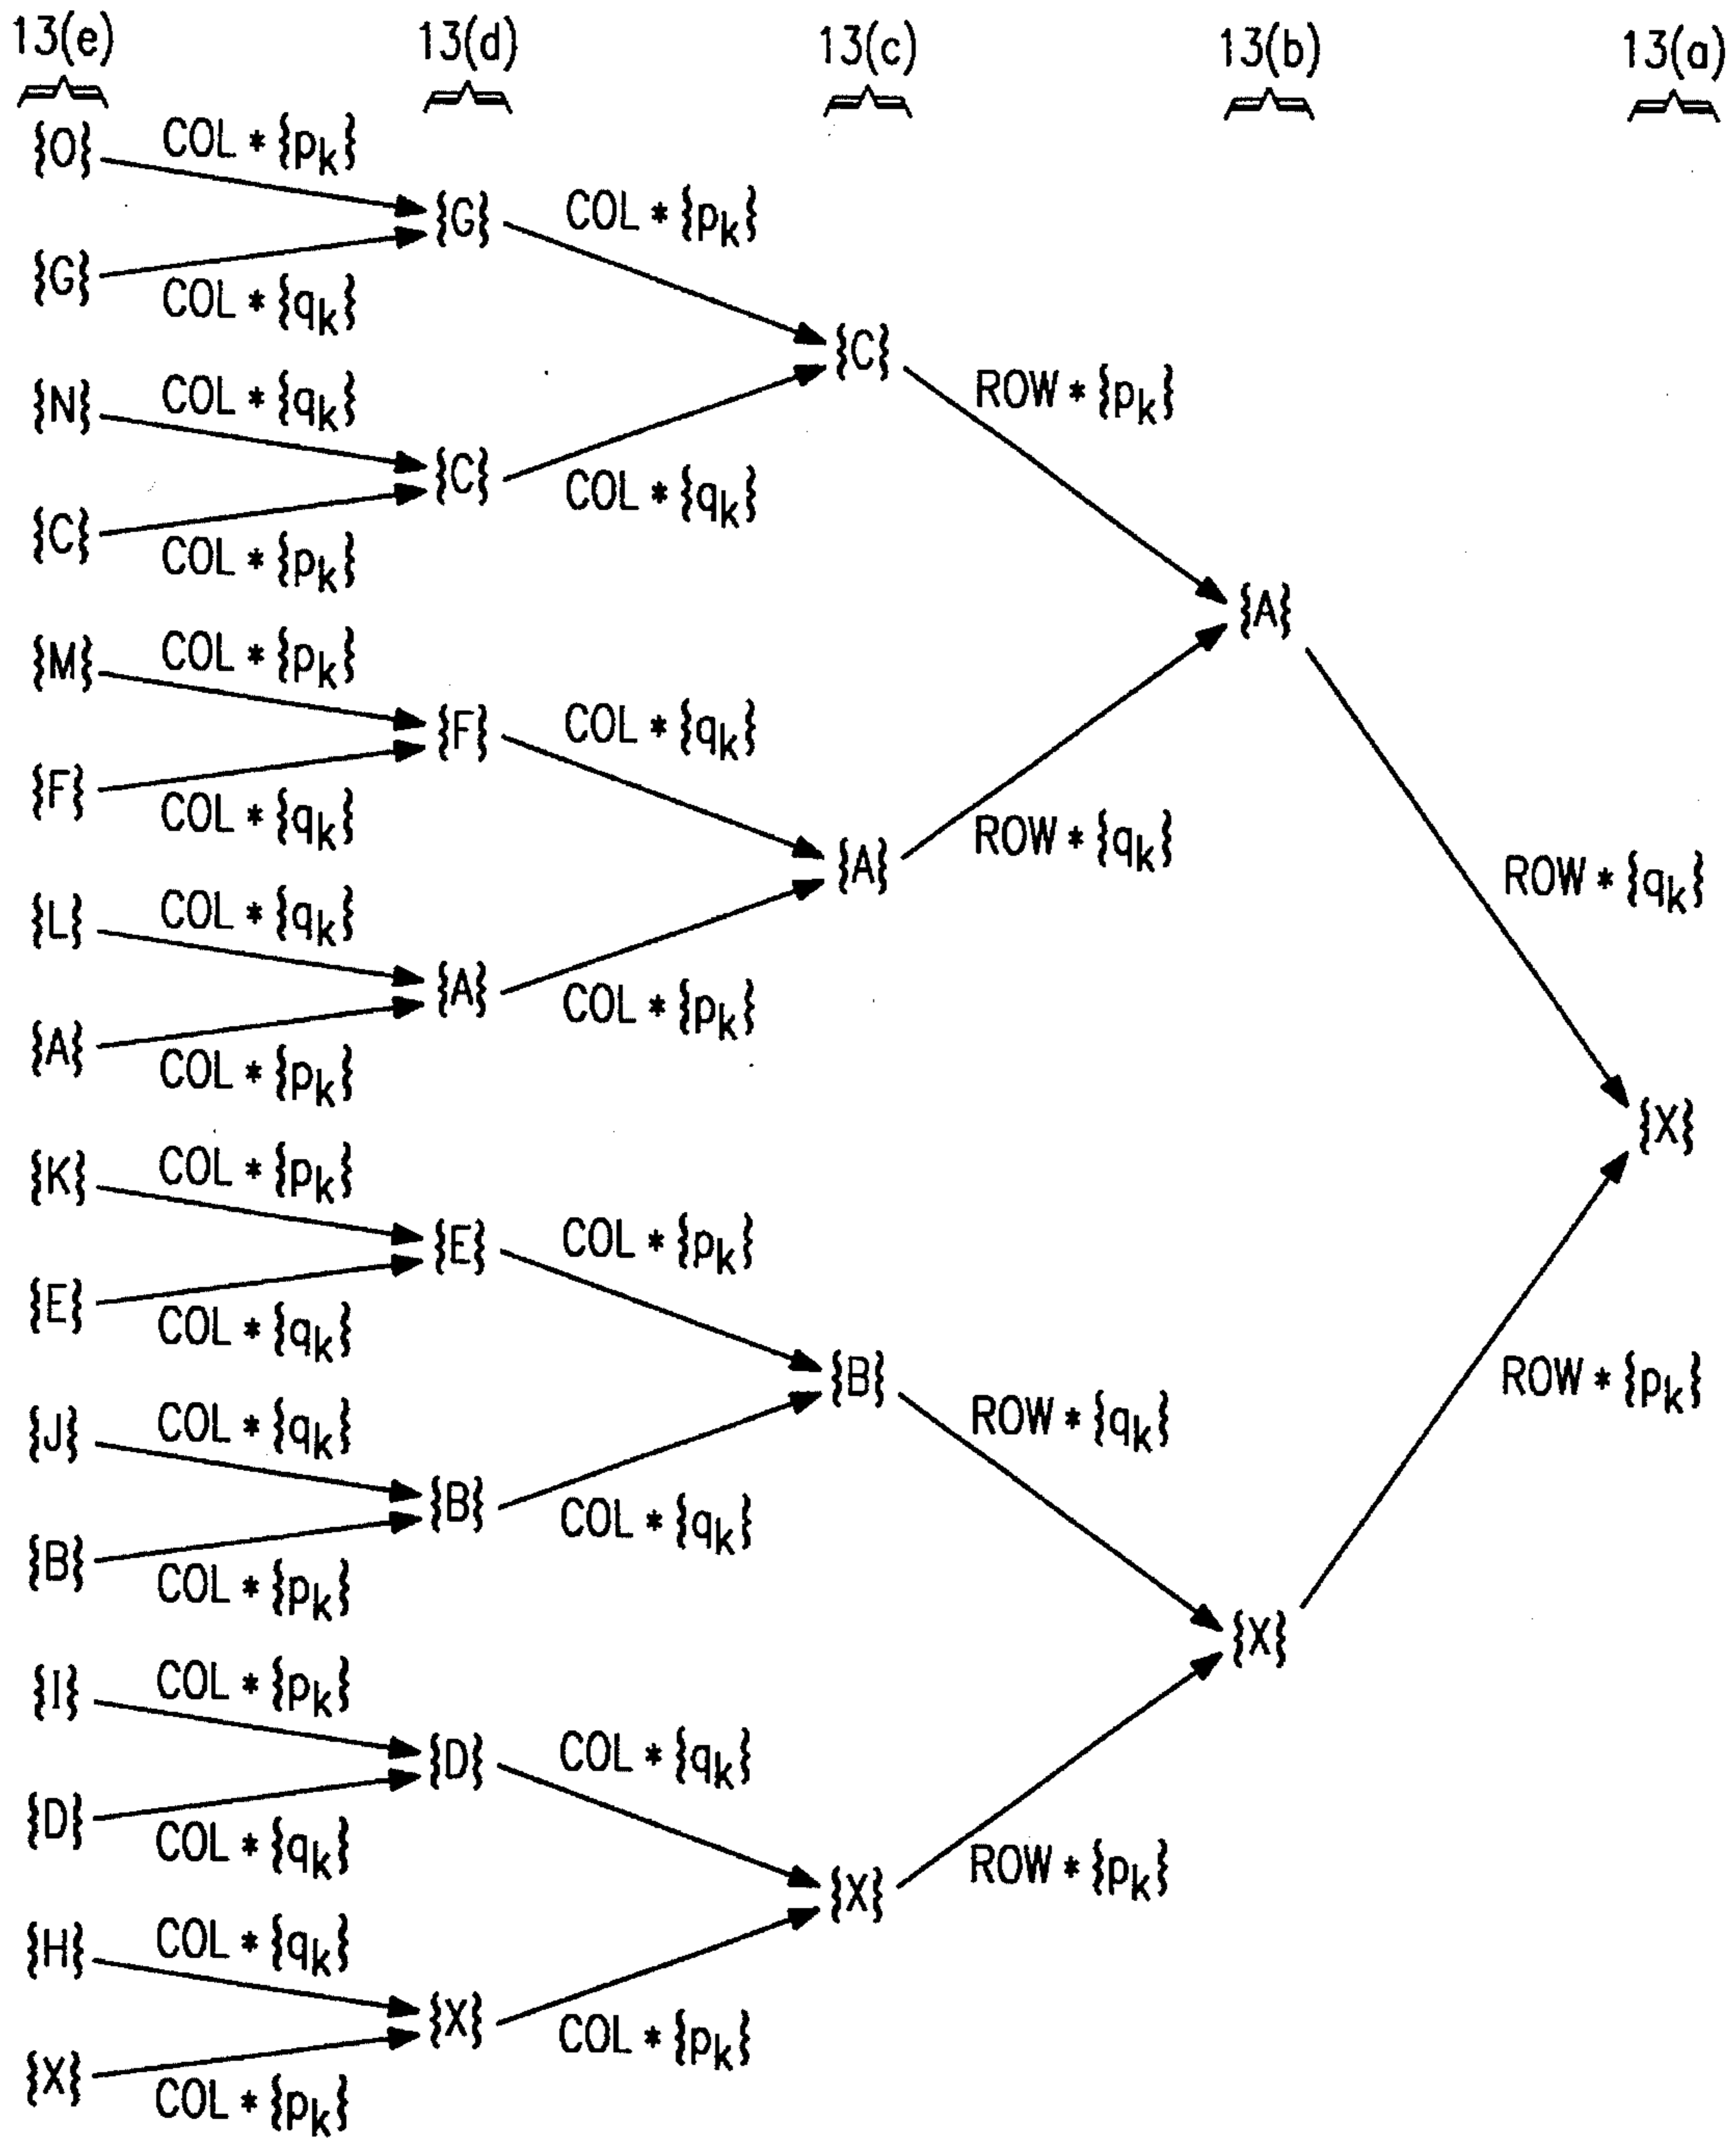 13(e) 13(d) 13(c) 13(b) 13(a)
{O} COL * {pk}
{G} COL * {pk}
{G} COL * {qk}
{C}
{N} COL * {qk}
ROW * {pk}
{C} COL * {qk}
{C} COL * {pk}
{A}
{M} COL * {pk}
{F} COL * {qk}
{F} COL * {qk}
ROW * {qk}
{A}
ROW * {qk}
{L} COL * {qk}
{A} COL * {pk}
{A} COL * {pk}
{X}
{K} COL * {pk}
{E} COL * {pk}
{E} COL * {qk}
{B}
ROW * {pk}
{J} COL * {qk}
ROW * {qk}
{B} COL * {qk}
{B} COL * {pk}
{X}
{I} COL * {pk}
{D} COL * {qk}
{D} COL * {qk}
ROW * {pk}
{X}
{H} COL * {qk}
{X} COL * {pk}
{X} COL * {pk}